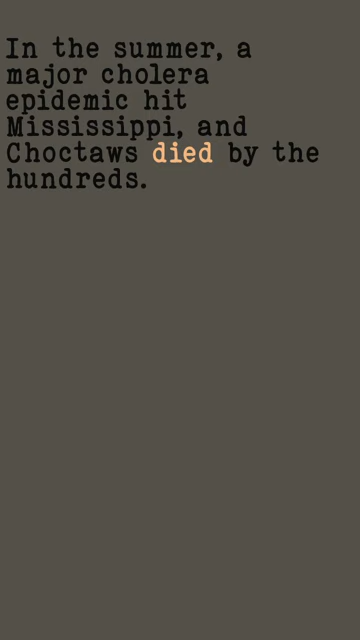 In the summer, a
major cholera
epidemic hit
Mississippi, and
Choctaws died by the
hundreds.